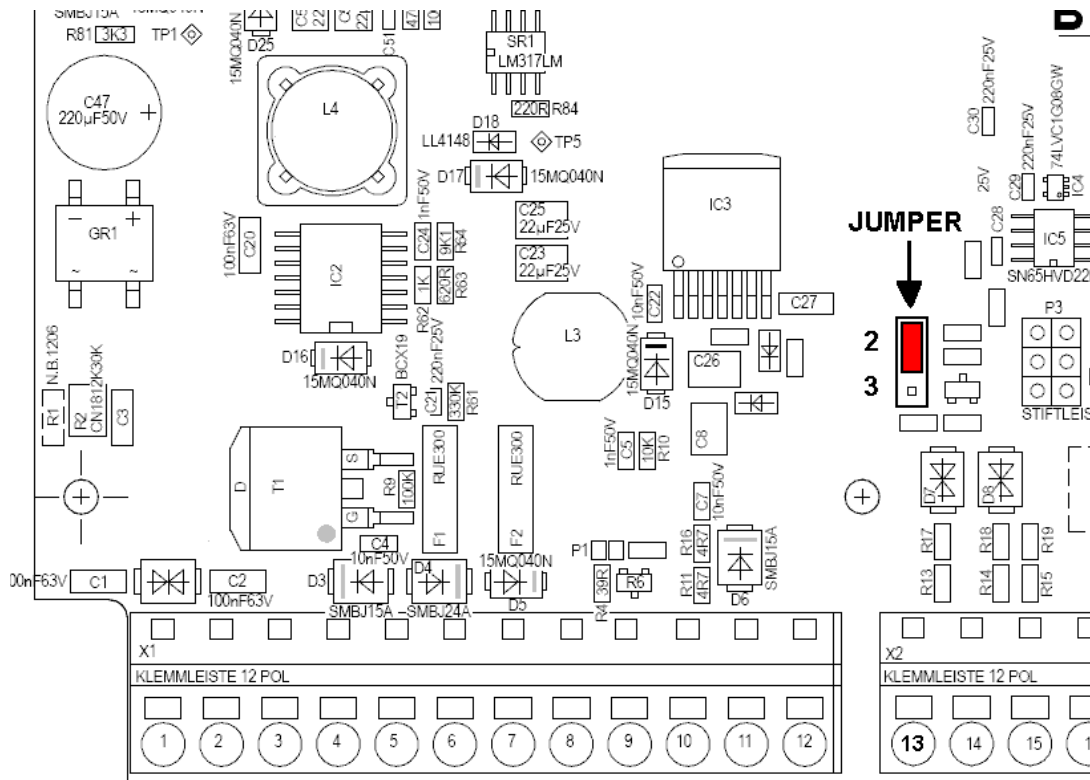 SMBJ15A
R81 3K3
TP1
15MQ040N
D25
C51
SR1
LM317LM
C47
220µF50V
L4
220R R84
D18
LL4148
TP5
D17 15MQ040N
C30 220nF25V
220nF25V
74LVC1G08GW
25V
C29
IC4
C28
IC5
SN65HVD22
GR1
100nF63V
C20
IC2
C24 1nF50V
9K1 R64
1K
R62
620R R63
C25
22µF25V
C23
22µF25V
IC3
JUMPER
10nF50V
C22
C27
L3
2
3
P3
STIFTLEIS
D16
15MQ040N
BCX19
T2
220nF25V
C21
330K R61
15MQ040N
D15
C26
N.B.1206
R1
R2
CN1812K30K
C3
1nF50V
C5
10K R10
C8
D
T1
S
G
R9
100K
RUE300
F1
RUE300
F2
C7
10nF50V
D7
D8
C4
10nF50V
P1
R16 4R7
R11 4R7
SMBJ15A
D6
R17
R18
R19
R13
R14
R15
00nF63V C1
C2
100nF63V
D3
SMBJ15A
D4
SMBJ24A
15MQ040N
D5
R4 39R
R6
X1
KLEMMLEISTE 12 POL
1 2 3 4 5 6 7 8 9 10 11 12
X2
KLEMMLEISTE 12 POL
13 14 15